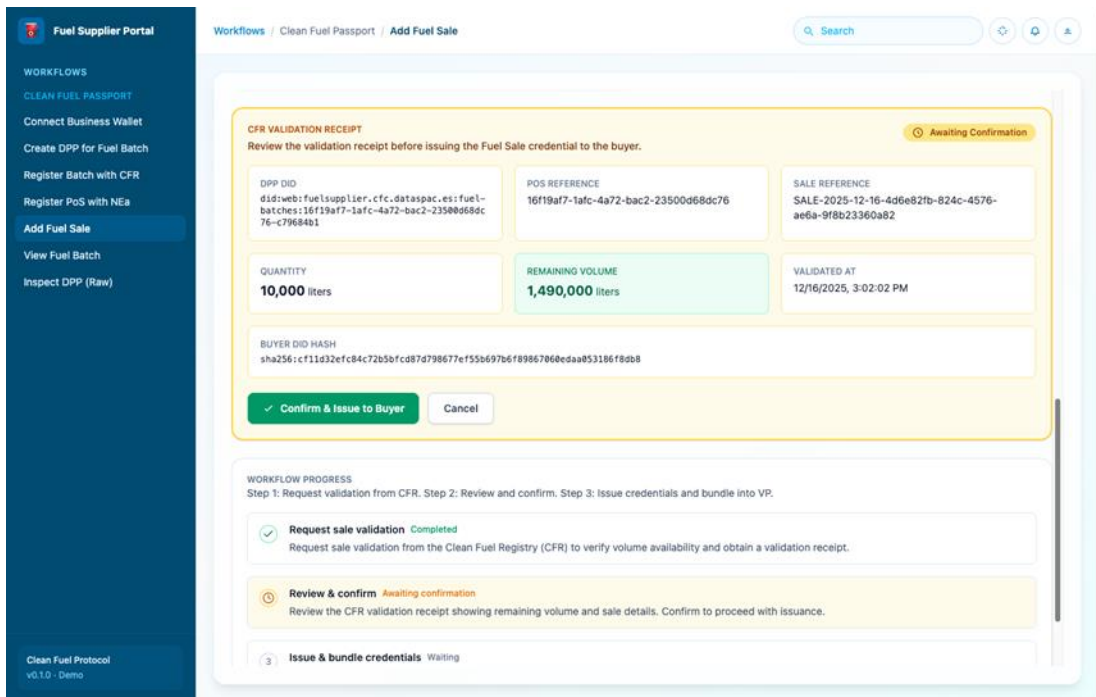 Fuel Supplier Portal
Workflows / Clean Fuel Passport / Add Fuel Sale
Search
WORKFLOWS
CLEAN FUEL PASSPORT
Connect Business Wallet
Create DPP for Fuel Batch
Register Batch with CFR
Register PoS with NEa
Add Fuel Sale
View Fuel Batch
Inspect DPP (Raw)
Clean Fuel Protocol
v0.1.0 - Demo
CFR VALIDATION RECEIPT
Awaiting Confirmation
Review the validation receipt before issuing the Fuel Sale credential to the buyer.
DPP DID
did:web:fuelsupplier.cfc.dataspac.es:fuel-
batches:16f19af7-1afc-4a72-bac2-23500d68dc
76-c79684b1
POS REFERENCE
16f19af7-1afc-4a72-bac2-23500d68dc76
SALE REFERENCE
SALE-2025-12-16-4d6e82fb-824c-4576-
ae6a-9f8b23360a82
QUANTITY
10,000 liters
REMAINING VOLUME
1,490,000 liters
VALIDATED AT
12/16/2025, 3:02:02 PM
BUYER DID HASH
sha256:cf11d32efc84c72b5bfcd87d798677ef55b697b6f89867060edaa053186f8db8
Confirm & Issue to Buyer
Cancel
WORKFLOW PROGRESS
Step 1: Request validation from CFR. Step 2: Review and confirm. Step 3: Issue credentials and bundle into VP.
Request sale validation Completed
Request sale validation from the Clean Fuel Registry (CFR) to verify volume availability and obtain a validation receipt.
Review & confirm Awaiting confirmation
Review the CFR validation receipt showing remaining volume and sale details. Confirm to proceed with issuance.
3 Issue & bundle credentials Waiting